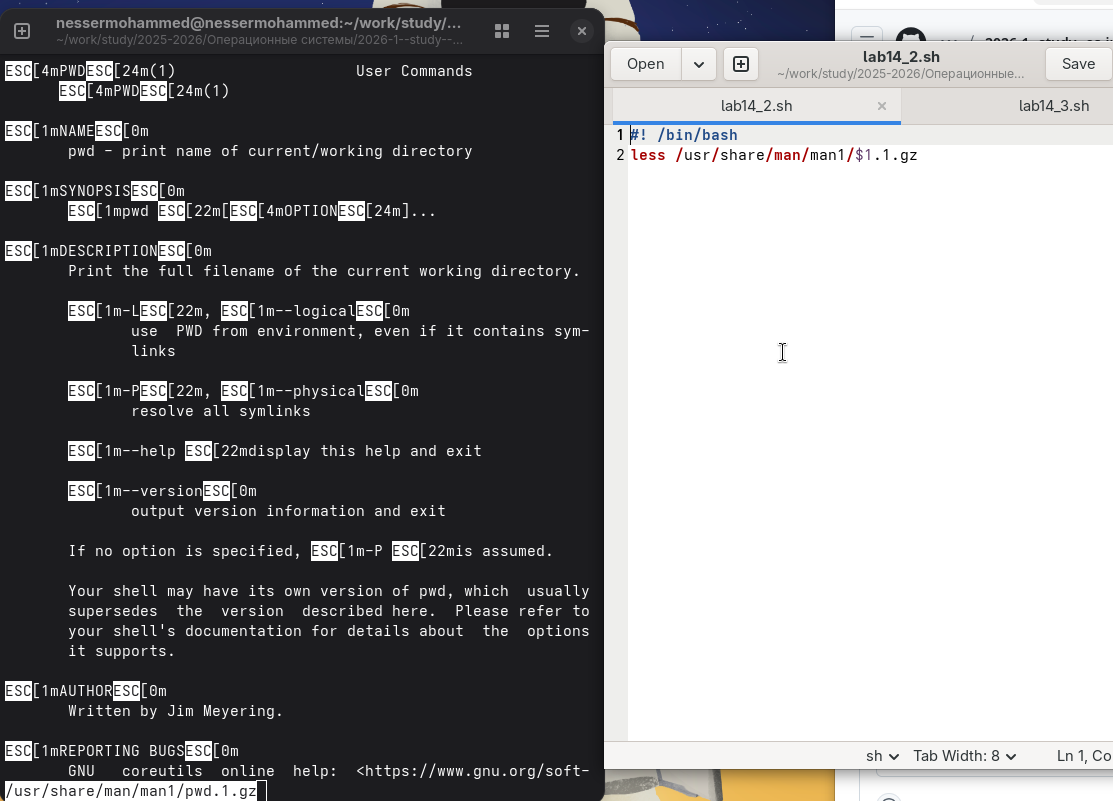 nessermohammed@nessermohammed:~/work/study/...
~/work/study/2025-2026/Операционные системы/2026-1--study--...
ESC[4mPWDESC[24m(1) User Commands
ESC[4mPWDESC[24m(1)
ESC[1mNAMEESC[0m
pwd - print name of current/working directory
ESC[1mSYNOPSISESC[0m
ESC[1mpwd ESC[22m[ESC[4mOPTIONESC[24m]...
ESC[1mDESCRIPTIONESC[0m
Print the full filename of the current working directory.
ESC[1m-LESC[22m, ESC[1m--logicalESC[0m
use PWD from environment, even if it contains sym-
links
ESC[1m-PESC[22m, ESC[1m--physicalESC[0m
resolve all symlinks
ESC[1m--help ESC[22mdisplay this help and exit
ESC[1m--versionESC[0m
output version information and exit
If no option is specified, ESC[1m-P ESC[22mis assumed.
Your shell may have its own version of pwd, which usually
supersedes the version described here. Please refer to
your shell's documentation for details about the options
it supports.
ESC[1mAUTHORESC[0m
Written by Jim Meyering.
ESC[1mREPORTING BUGSESC[0m
GNU coreutils online help: <https://www.gnu.org/soft-
/usr/share/man/man1/pwd.1.gz
Open
lab14_2.sh
~/work/study/2025-2026/Операционные...
Save
lab14_2.sh ×
lab14_3.sh
1 #! /bin/bash
2 less /usr/share/man/man1/$1.1.gz
sh Tab Width: 8 Ln 1, Co